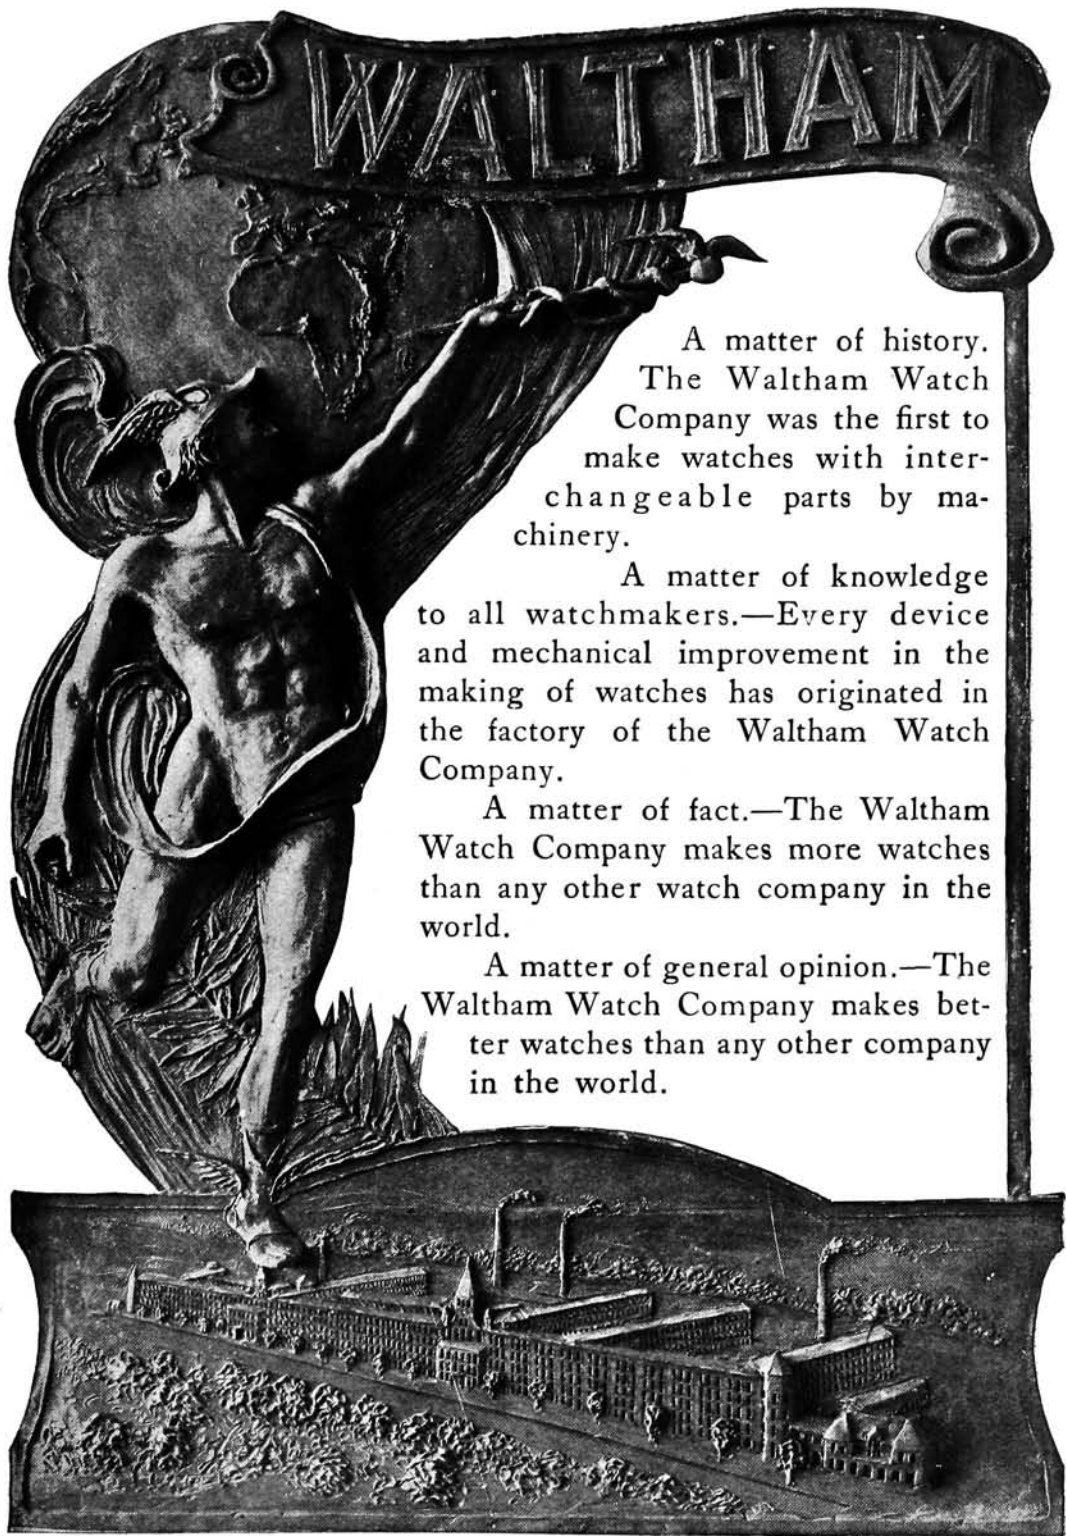 WALTHAM
A matter of history.
The Waltham Watch
Company was the first to
make watches with inter-
changeable parts by ma-
chinery.
A matter of knowledge
to all watchmakers.—Every device
and mechanical improvement in the
making of watches has originated in
the factory of the Waltham Watch
Company.
A matter of fact.—The Waltham
Watch Company makes more watches
than any other watch company in the
world.
A matter of general opinion.—The
Waltham Watch Company makes bet-
ter watches than any other company
in the world.